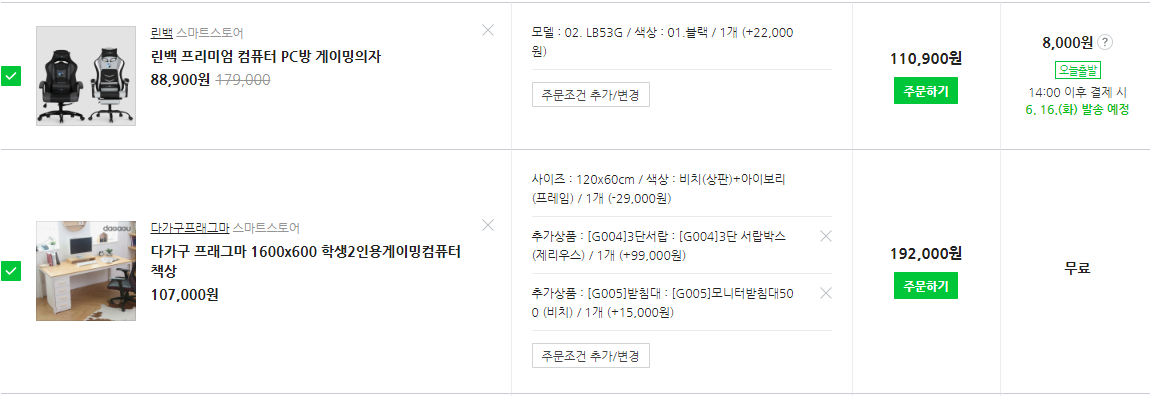 린백 스마트스토어
린백 프리미엄 컴퓨터 PC방 게이밍의자
88,900원 179,000
모델 : 02. LB53G / 색상 : 01.블랙 / 1개 (+22,000
원)
주문조건 추가/변경
110,900원
주문하기
8,000원 ?
오늘출발
14:00 이후 결제 시
6. 16.(화) 발송 예정
dagagu
다가구프래그마 스마트스토어
다가구 프래그마 1600x600 학생2인용게이밍컴퓨터
책상
107,000원
사이즈 : 120x60cm / 색상 : 비치(상판)+아이보리
(프레임) / 1개 (-29,000원)
추가상품 : [G004]3단서랍 : [G004]3단 서랍박스
(제리우스) / 1개 (+99,000원)
추가상품 : [G005]받침대 : [G005]모니터받침대50
0 (비치) / 1개 (+15,000원)
주문조건 추가/변경
192,000원
주문하기
무료